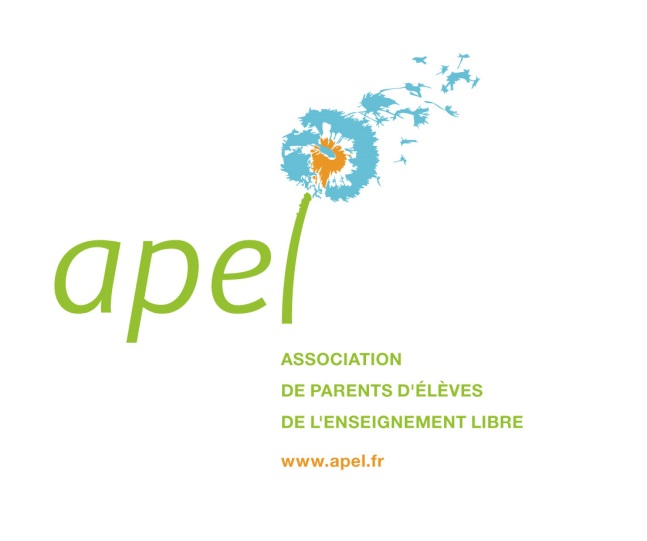 apel
ASSOCIATION
DE PARENTS D'ÉLÈVES
DE L'ENSEIGNEMENT LIBRE
www.apel.fr